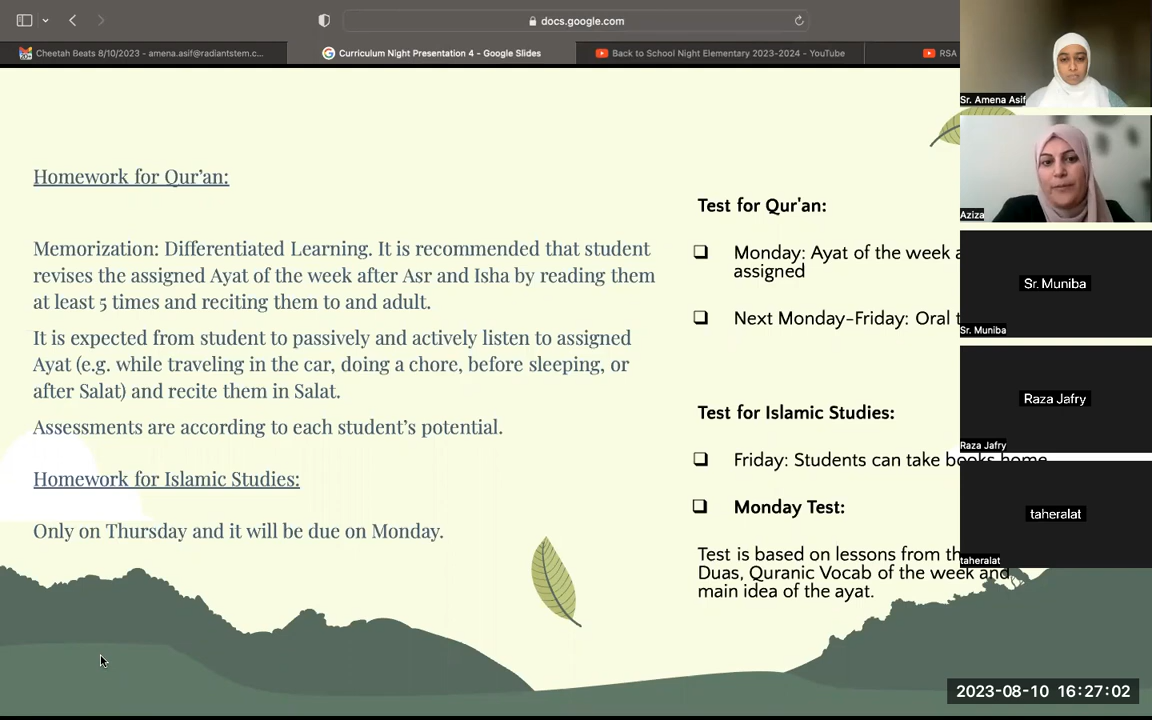 docs.google.com
Cheetah Beats 8/10/2023 - amena.asif@radiantstem.c...
Curriculum Night Presentation 4 - Google Slides
Back to School Night Elementary 2023-2024 - YouTube
RSA
Homework for Qur’an:
Memorization: Differentiated Learning. It is recommended that student
revises the assigned Ayat of the week after Asr and Isha by reading them
at least 5 times and reciting them to and adult.
It is expected from student to passively and actively listen to assigned
Ayat (e.g. while traveling in the car, doing a chore, before sleeping, or
after Salat) and recite them in Salat.
Assessments are according to each student’s potential.
Homework for Islamic Studies:
Only on Thursday and it will be due on Monday.
Test for Qur'an:
❏ Monday: Ayat of the week
assigned
❏ Next Monday-Friday: Oral
Test for Islamic Studies:
❏ Friday: Students can take books home
❏ Monday Test:
Test is based on lessons from
Duas, Quranic Vocab of the week and
main idea of the ayat.
Sr. Amena Asif
Aziza
Sr. Muniba
Sr. Muniba
Raza Jafry
Raza Jafry
taheralat
taheralat
2023-08-10 16:27:02